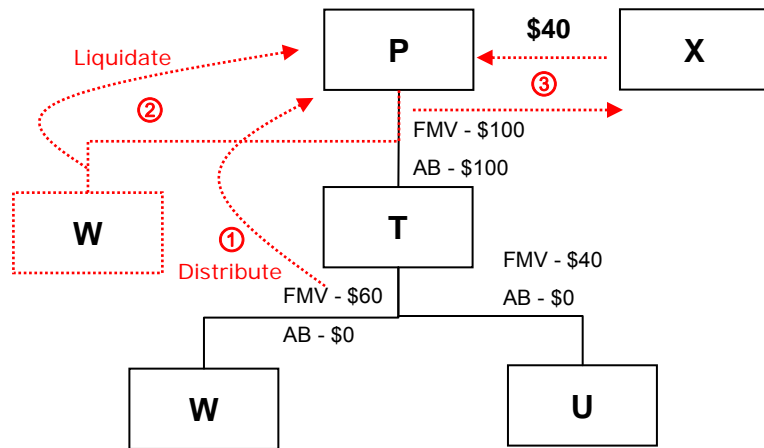 P
$40
X
Liquidate
②
③
FMV - $100
AB - $100
W
T
①
Distribute
FMV - $40
FMV - $60
AB - $0
AB - $0
W
U